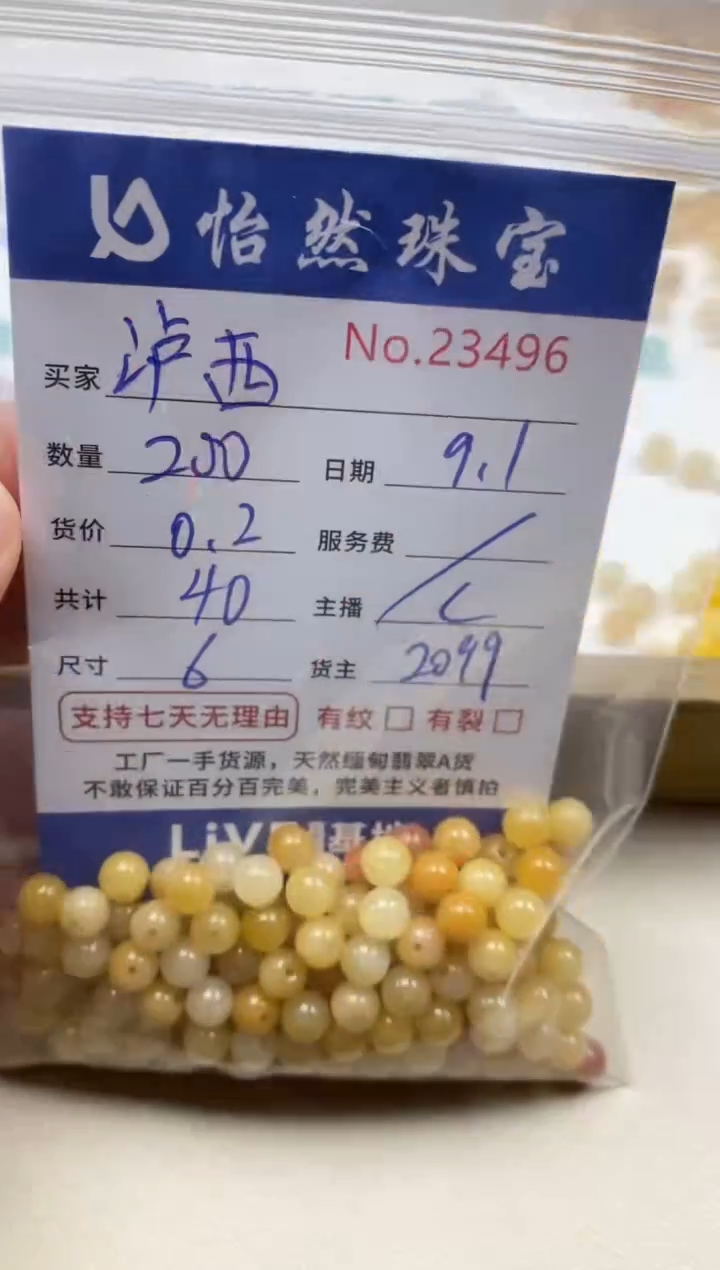 怡然珠宝
No.23496
买家 泸西
数量 200 日期 9.1
货价 0.2 服务费 /
共计 40 主播 C
尺寸 6 货主 2099
支持七天无理由 有纹 有裂
工厂一手货源，天然缅甸翡翠A货
不敢保证百分百完美，完美主义者慎拍